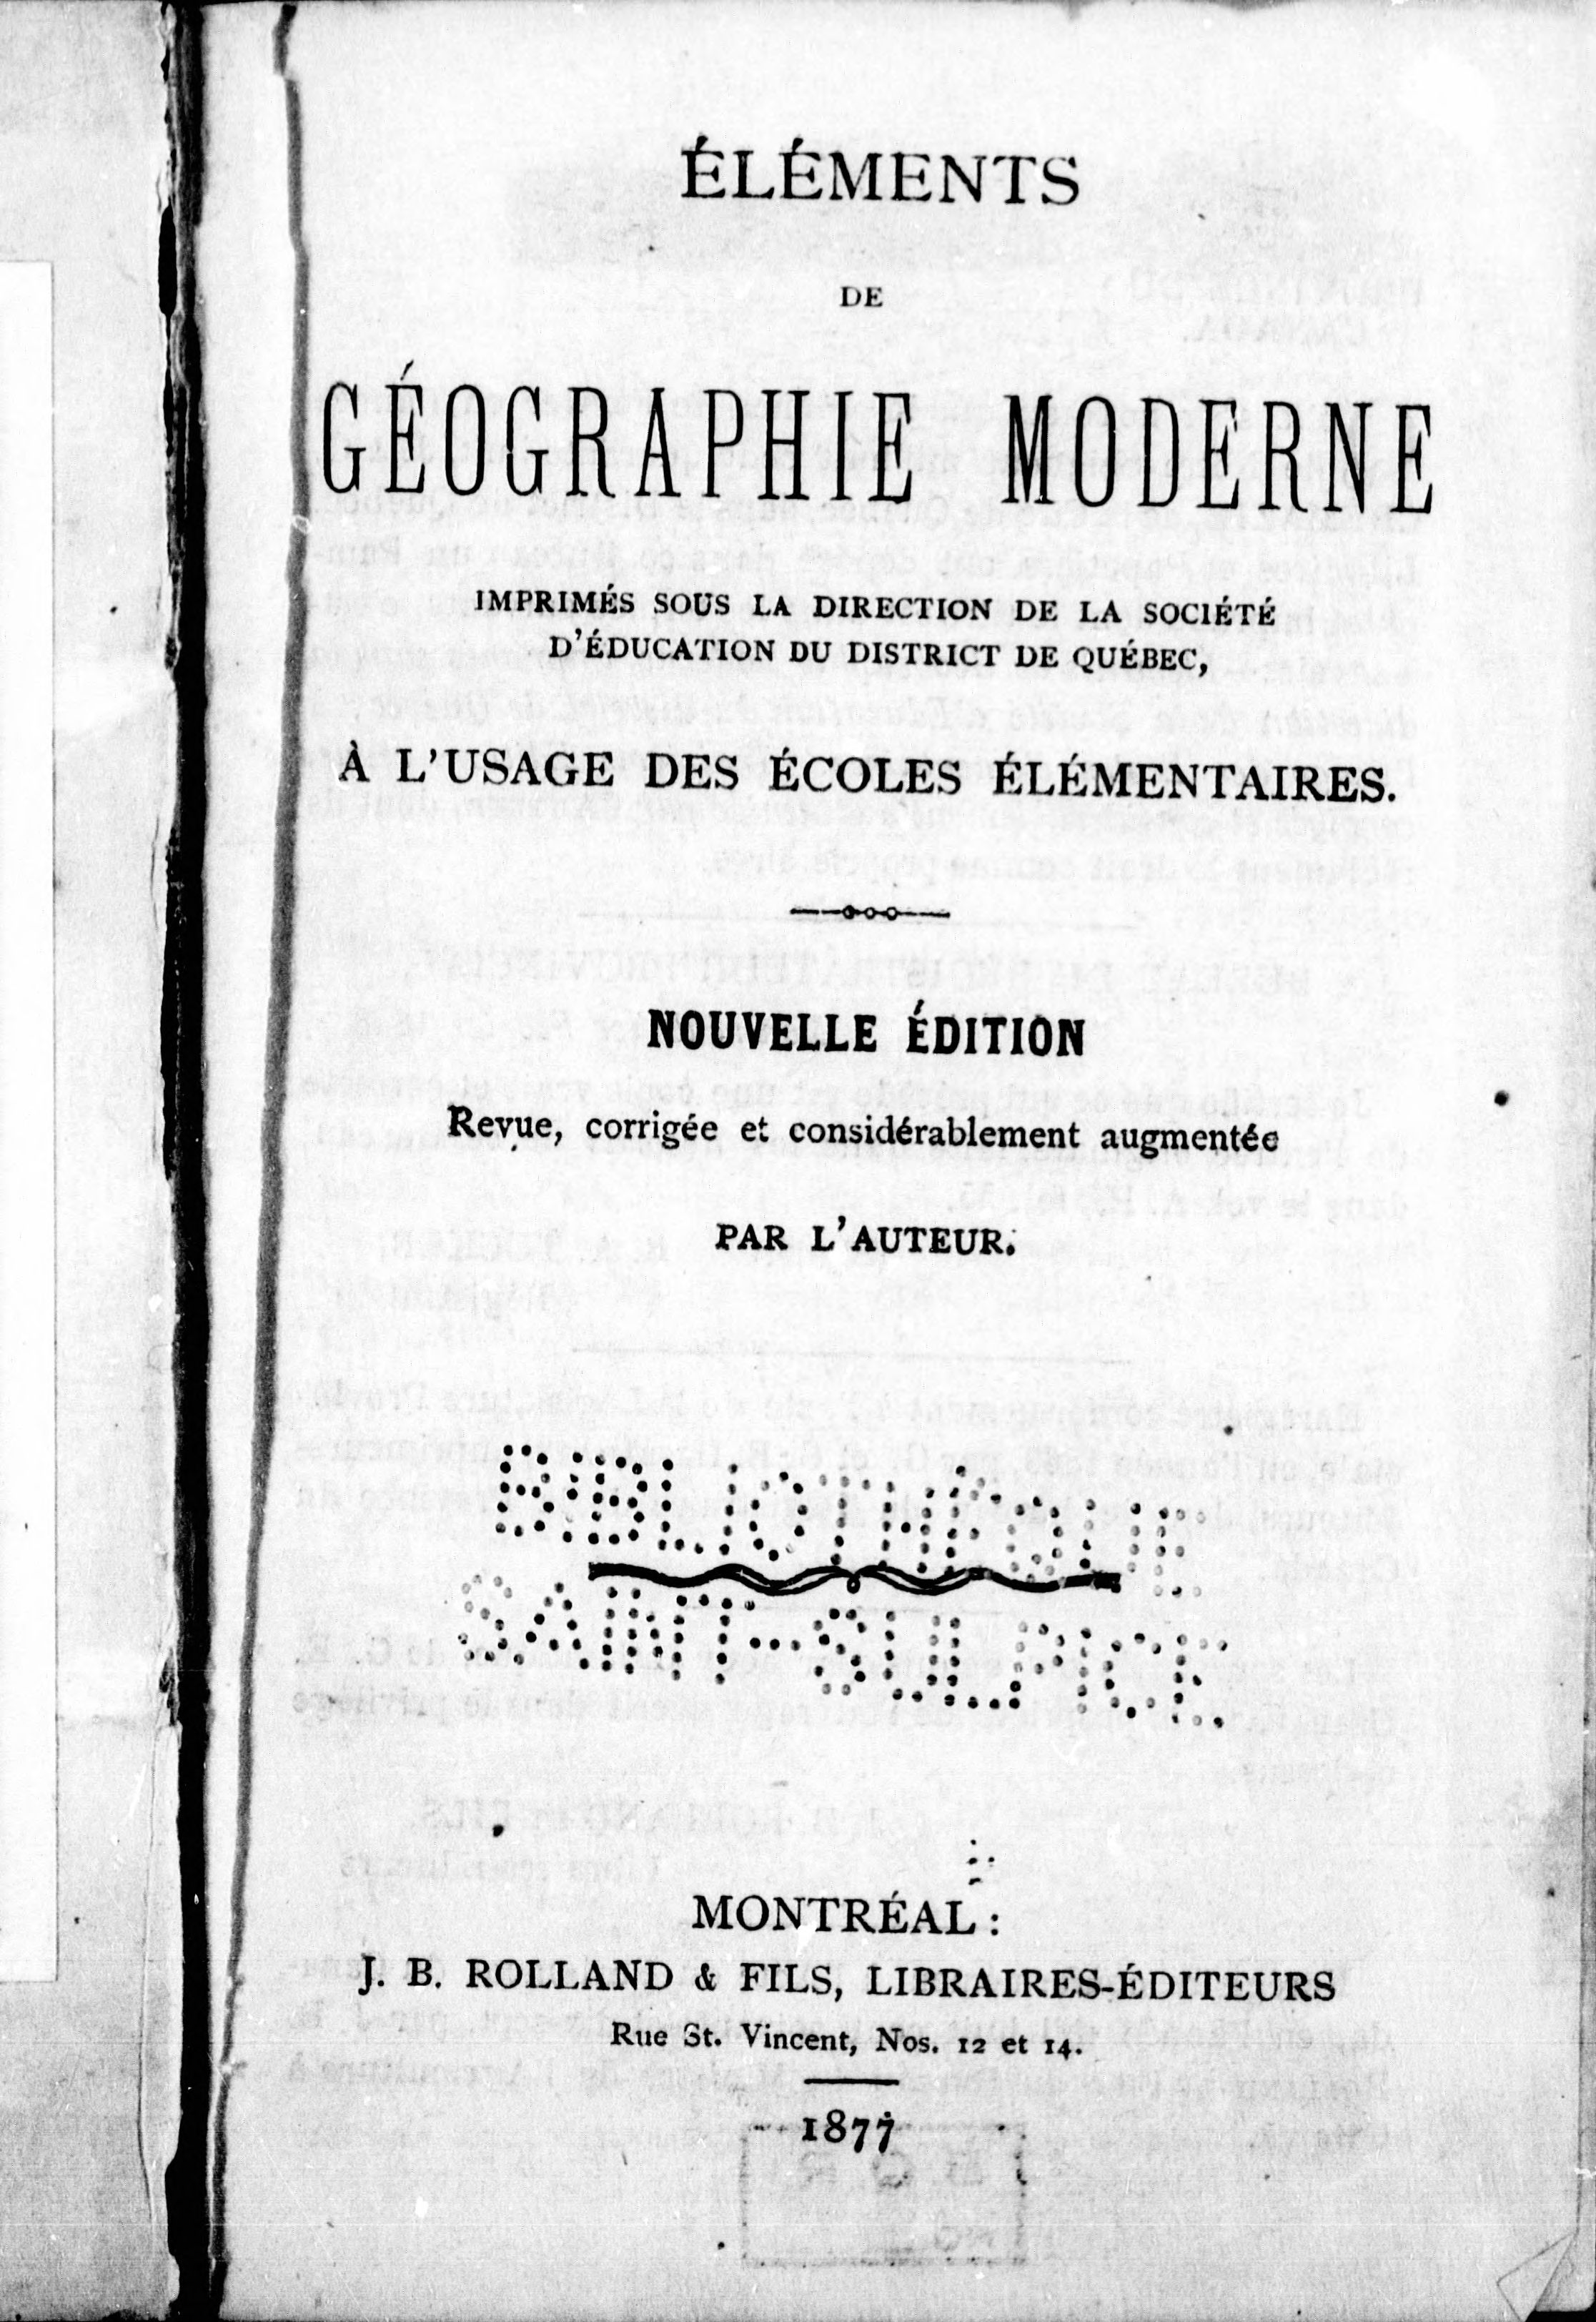 ÉLÉMENTS
DE
GÉOGRAPHIE MODERNE
IMPRIMÉS SOUS LA DIRECTION DE LA SOCIÉTÉ
D'ÉDUCATION DU DISTRICT DE QUÉBEC,
À L'USAGE DES ÉCOLES ÉLÉMENTAIRES.
NOUVELLE ÉDITION
Revue, corrigée et considérablement augmentée
PAR L'AUTEUR.
BIBLIOTHÉQUE
SAINT-SULPICE
MONTRÉAL :
J. B. ROLLAND & FILS, LIBRAIRES-ÉDITEURS
Rue St. Vincent, Nos. 12 et 14.
1877